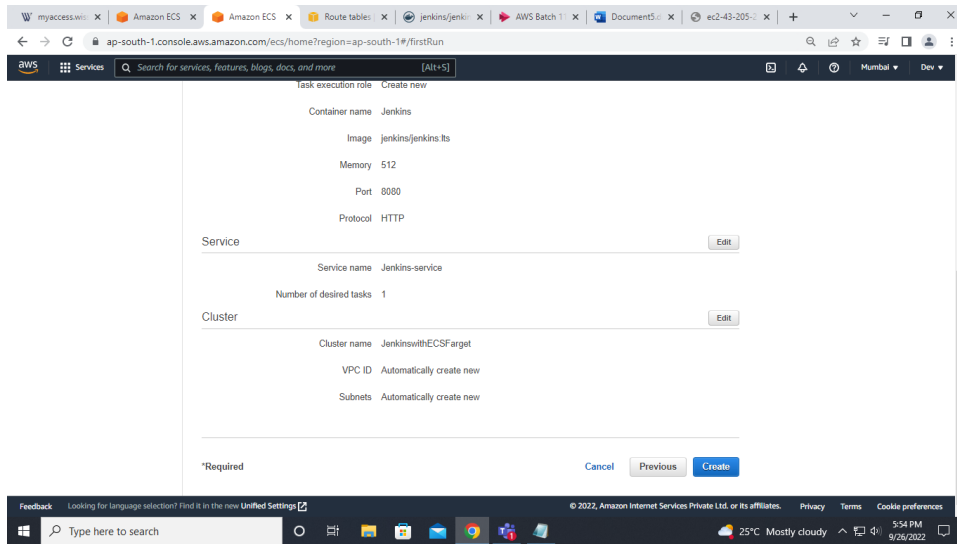 myaccess.wis
Amazon ECS
Amazon ECS
Route tables
jenkins/jenkin
AWS Batch 1
Document5.d
ec2-43-205-2
ap-south-1.console.aws.amazon.com/ecs/home?region=ap-south-1#/firstRun
aws
Services
Search for services, features, blogs, docs, and more
[Alt+S]
Mumbai
Dev
Task execution role Create new
Container name Jenkins
Image jenkins/jenkins:lts
Memory 512
Port 8080
Protocol HTTP
Service
Edit
Service name Jenkins-service
Number of desired tasks 1
Cluster
Edit
Cluster name JenkinswithECSFarget
VPC ID Automatically create new
Subnets Automatically create new
*Required
Cancel
Previous
Create
Feedback
Looking for language selection? Find it in the new Unified Settings
© 2022, Amazon Internet Services Private Ltd. or its affiliates.
Privacy
Terms
Cookie preferences
Type here to search
25°C Mostly cloudy
5:54 PM
9/26/2022